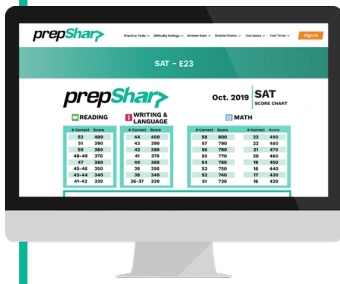 prepSharp
Practice Tests Difficulty Ratings Answer Keys Bubble Sheets Test Dates Test Times Sign In
SAT - E23
prepSharp
Oct. 2019 SAT
SCORE CHART
READING
# Correct Score
52 400
51 390
50 380
48-49 370
47 360
45-46 350
43-44 340
41-42 330
WRITING &
LANGUAGE
# Correct Score
44 400
43 390
42 380
41 370
40 360
39 350
38 340
36-37 330
MATH
# Correct Score # Correct Score
58 800 23 490
57 790 22 480
56 780 21 470
55 770 20 460
54 760 19 450
53 750 18 440
52 740 17 430
51 730 16 420